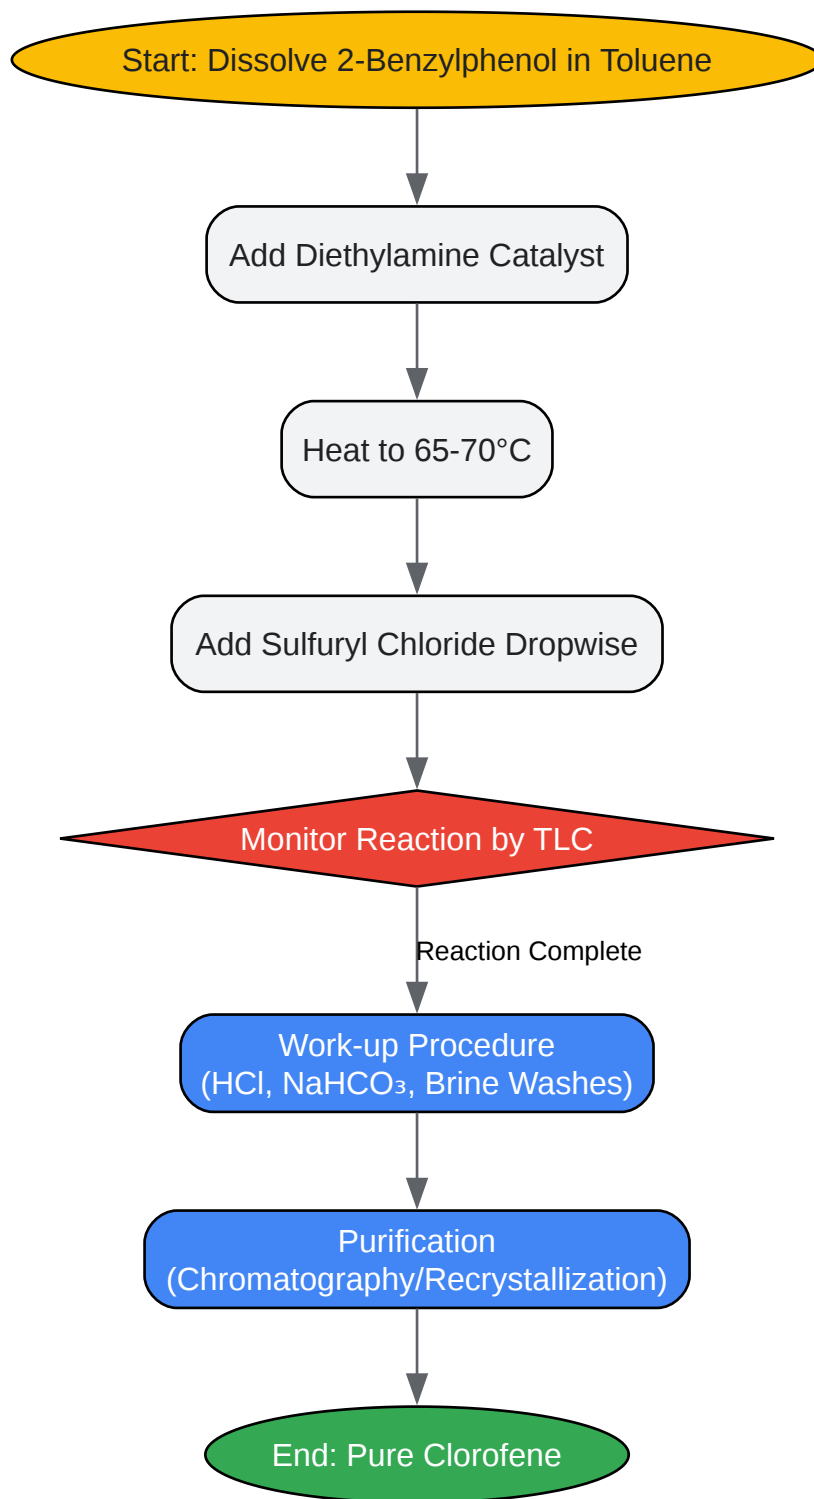 Start: Dissolve 2-Benzylphenol in Toluene
Add Diethylamine Catalyst
Heat to 65-70°C
Add Sulfuryl Chloride Dropwise
Monitor Reaction by TLC
Reaction Complete
Work-up Procedure
(HCl, NaHCO₃, Brine Washes)
Purification
(Chromatography/Recrystallization)
End: Pure Clorofene